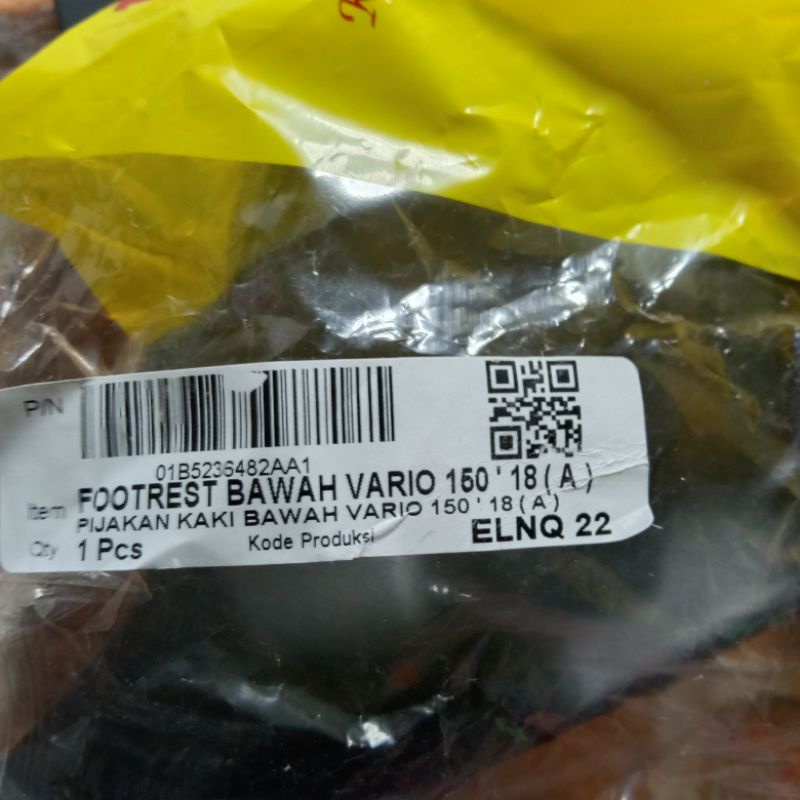 P/N
01B5236482AA1
Item FOOTREST BAWAH VARIO 150 ' 18 ( A )
PIJAKAN KAKI BAWAH VARIO 150 ' 18 ( A )
Qty 1 Pcs Kode Produksi ELNQ 22